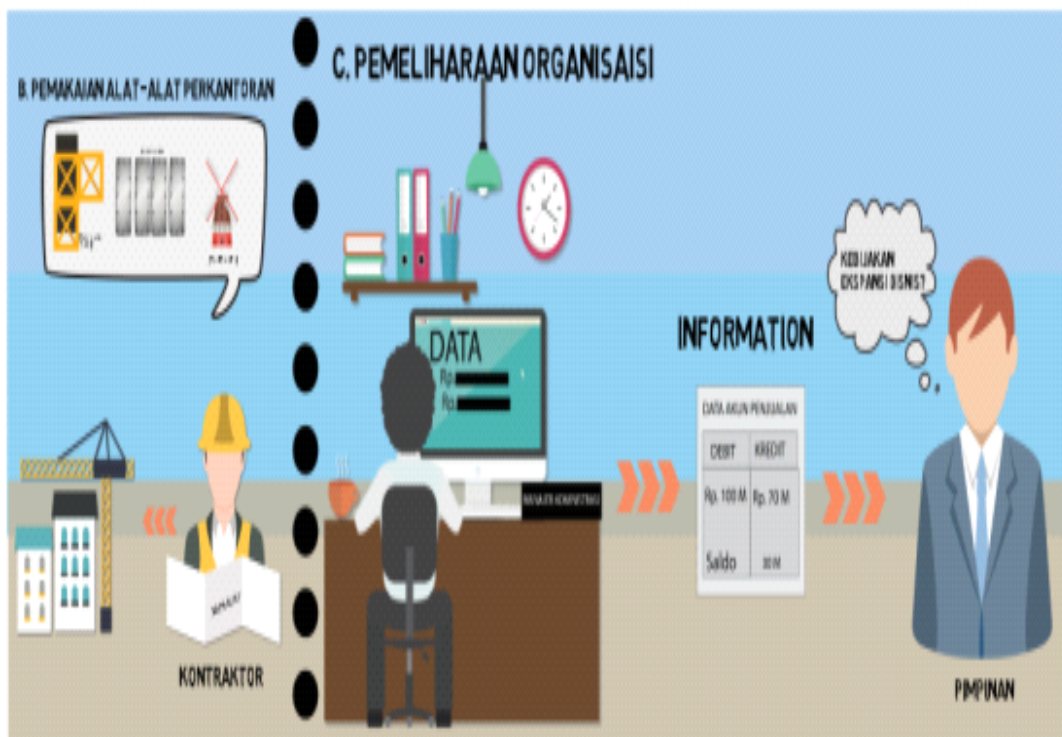 B. PEMAKAIAN ALAT-ALAT PERKANTORAN
KONTRAKTOR
C. PEMELIHARAAN ORGANISAISI
DATA
Rp.
Rp.
INFORMATION
DATA AKUN PENJUALAN
DEBIT KREDIT
Rp. 100 M Rp. 70 M
Saldo 30 M
KEBIJAKAN
EKSPANSI BISNIS?
PIMPINAN